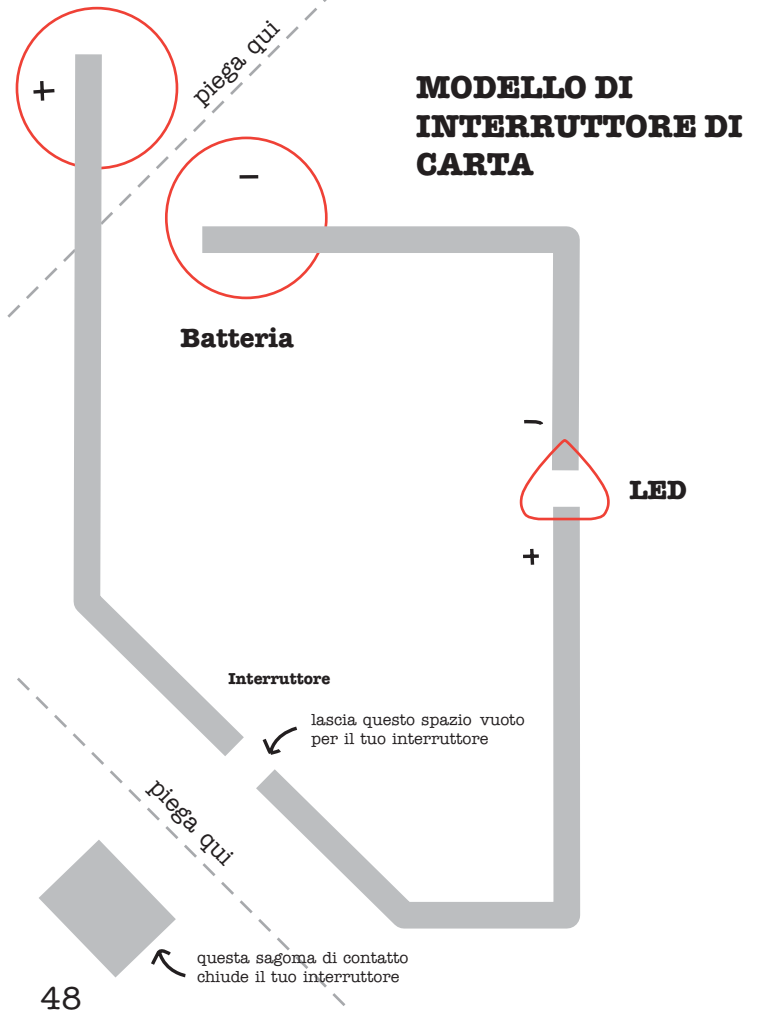 piega qui
+
MODELLO DI
INTERRUTTORE DI
CARTA
–
Batteria
–
LED
+
Interruttore
lascia questo spazio vuoto
per il tuo interruttore
piega qui
questa sagoma di contatto
chiude il tuo interruttore
48